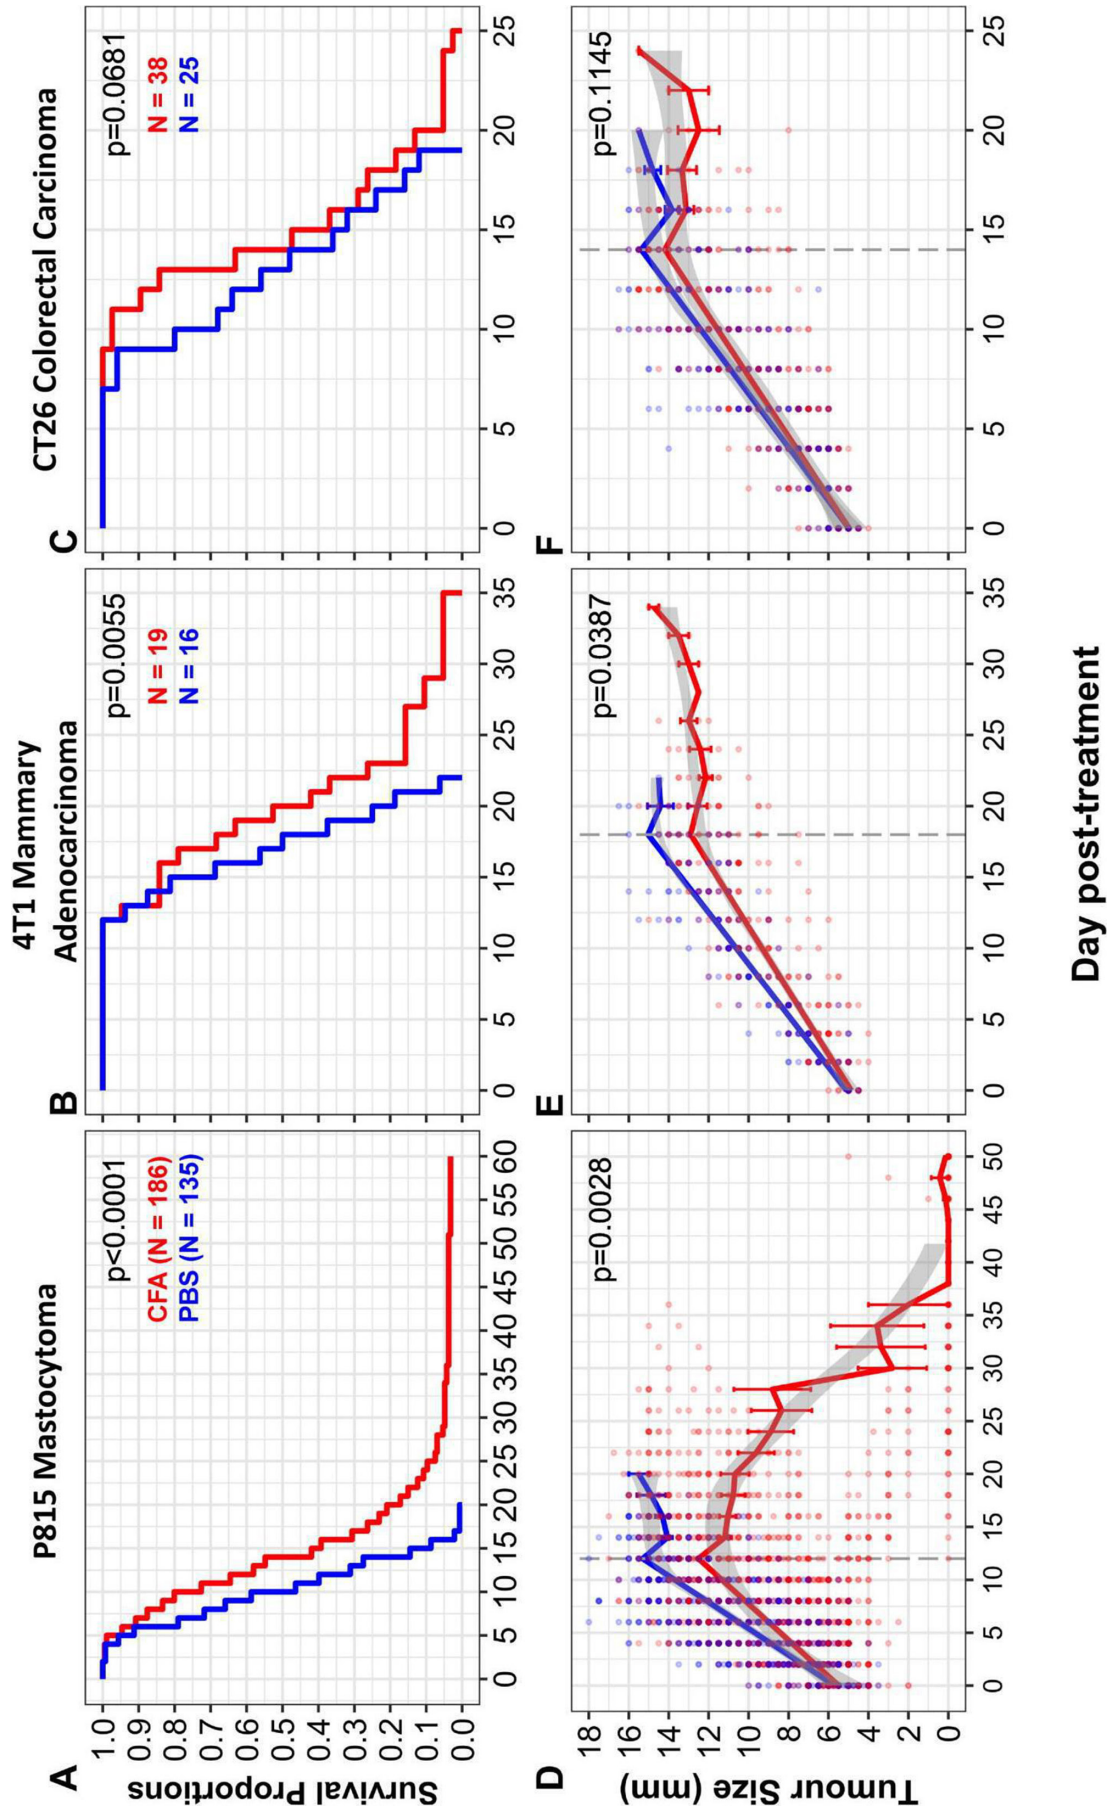 P815 Mastocytoma
4T1 Mammary
Adenocarcinoma
CT26 Colorectal Carcinoma
A
B
C
Survival Proportions
1.0
0.9
0.8
0.7
0.6
0.5
0.4
0.3
0.2
0.1
0.0
p<0.0001
CFA (N = 186)
PBS (N = 135)
0 5 10 15 20 25 30 35 40 45 50 55 60
p=0.0055
N = 19
N = 16
0 5 10 15 20 25 30 35
p=0.0681
N = 38
N = 25
0 5 10 15 20 25
D
E
F
Tumour Size (mm)
18
16
14
12
10
8
6
4
2
0
p=0.0028
0 5 10 15 20 25 30 35 40 45 50
p=0.0387
0 5 10 15 20 25 30 35
p=0.1145
0 5 10 15 20 25
Day post-treatment